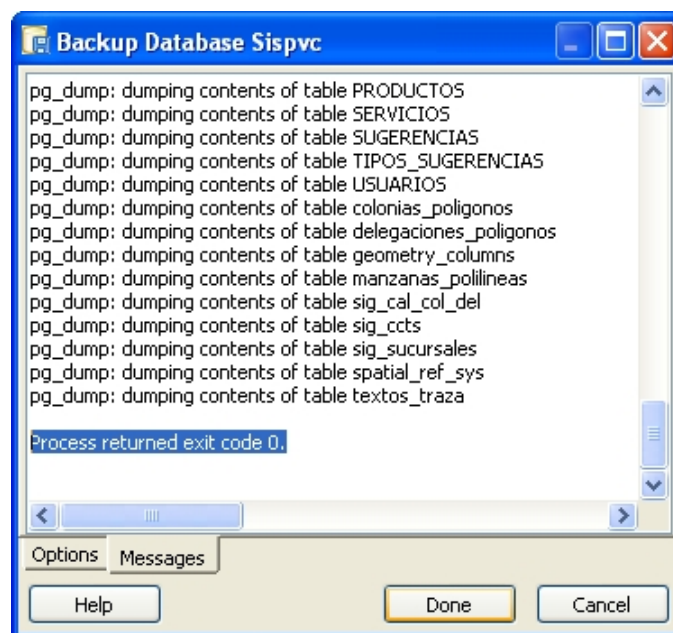 Backup Database Sispvc
pg_dump: dumping contents of table PRODUCTOS
pg_dump: dumping contents of table SERVICIOS
pg_dump: dumping contents of table SUGERENCIAS
pg_dump: dumping contents of table TIPOS_SUGERENCIAS
pg_dump: dumping contents of table USUARIOS
pg_dump: dumping contents of table colonias_poligonos
pg_dump: dumping contents of table delegaciones_poligonos
pg_dump: dumping contents of table geometry_columns
pg_dump: dumping contents of table manzanas_polilineas
pg_dump: dumping contents of table sig_cal_col_del
pg_dump: dumping contents of table sig_ccts
pg_dump: dumping contents of table sig_sucursales
pg_dump: dumping contents of table spatial_ref_sys
pg_dump: dumping contents of table textos_traza
Process returned exit code 0.
Options Messages
Help Done Cancel